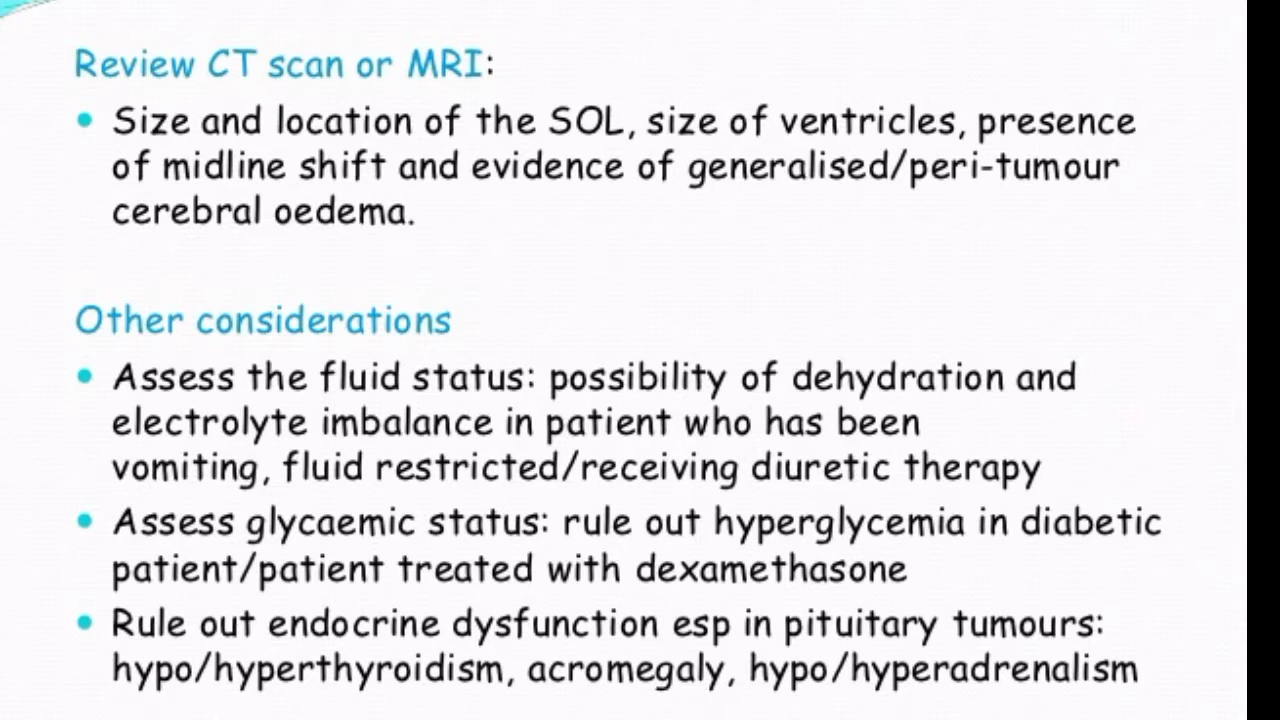 Review CT scan or MRI:
• Size and location of the SOL, size of ventricles, presence
of midline shift and evidence of generalised/peri-tumour
cerebral oedema.
Other considerations
• Assess the fluid status: possibility of dehydration and
electrolyte imbalance in patient who has been
vomiting, fluid restricted/receiving diuretic therapy
• Assess glycaemic status: rule out hyperglycemia in diabetic
patient/patient treated with dexamethasone
• Rule out endocrine dysfunction esp in pituitary tumours:
hypo/hyperthyroidism, acromegaly, hypo/hyperadrenalism